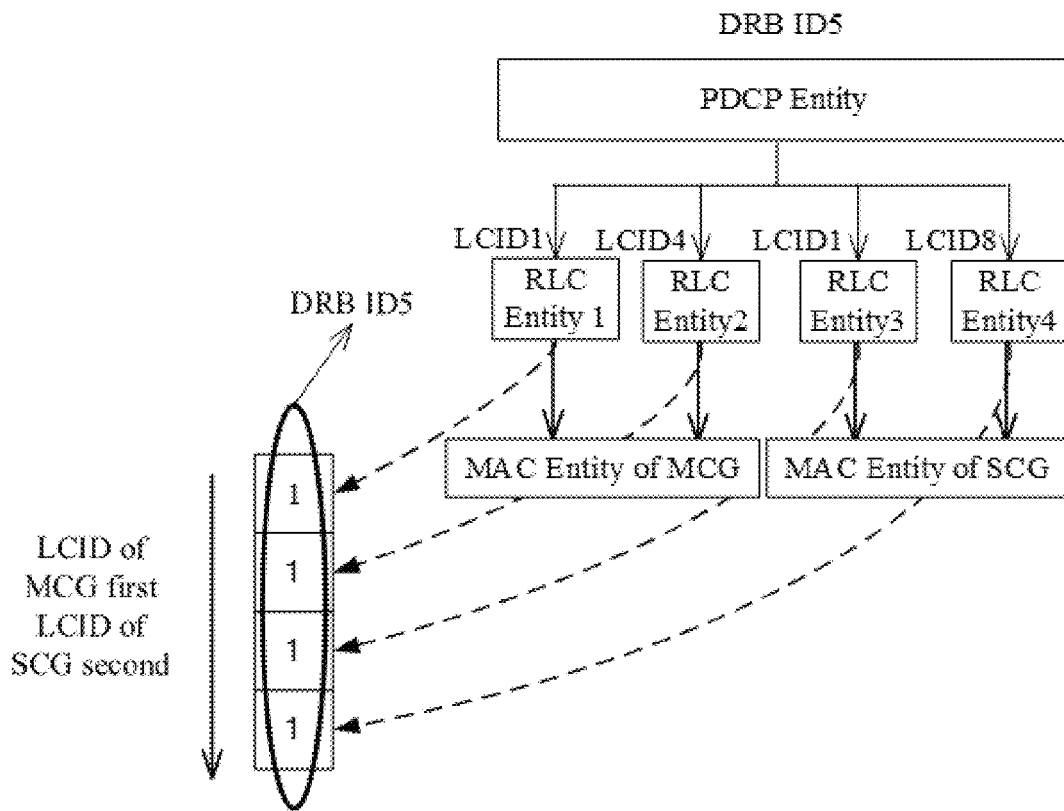 DRB ID5
PDCP Entity
LCID1
LCID4
LCID1
LCID8
RLC
Entity 1
RLC
Entity2
RLC
Entity3
RLC
Entity4
DRB ID5
MAC Entity of MCG
MAC Entity of SCG
1
1
1
1
LCID of
MCG first
LCID of
SCG second